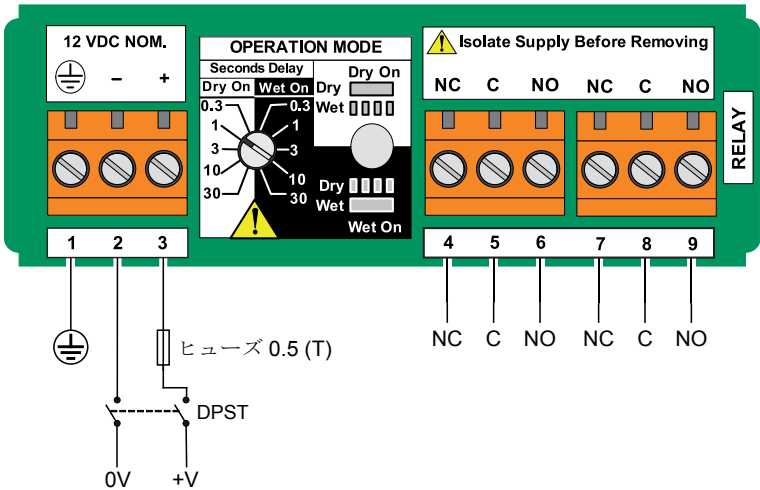 12 VDC NOM.
– +
OPERATION MODE
Seconds Delay
Dry On Wet On
0.3 0.3
1 1
3 3
10 10
30 30
Dry On
Dry
Wet
Dry
Wet
Wet On
Isolate Supply Before Removing
NC C NO NC C NO
RELAY
1 2 3
4 5 6 7 8 9
NC C NO NC C NO
ヒューズ 0.5 (T)
DPST
0V +V